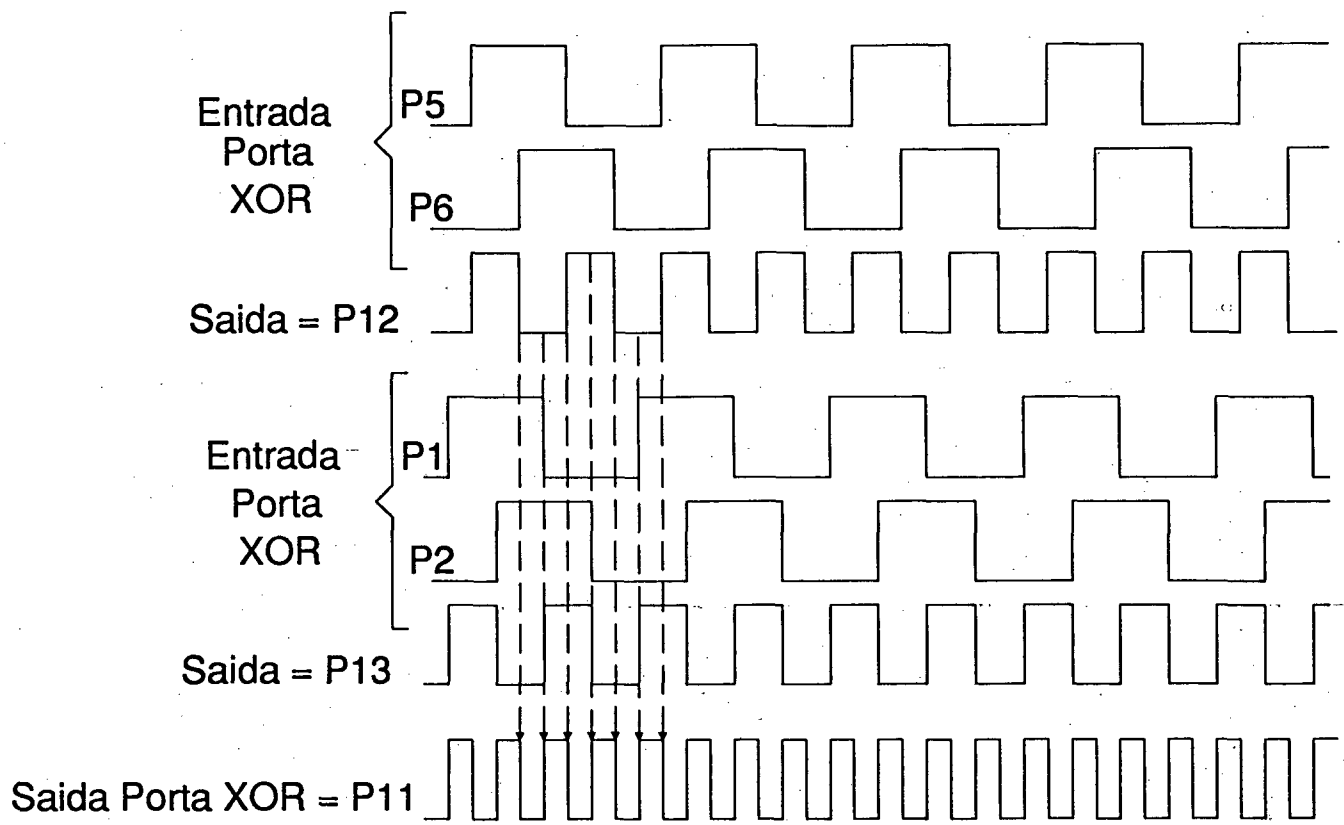 P5
Entrada
Porta
XOR
P6
Saida = P12
P1
Entrada
Porta
XOR
P2
Saida = P13
Saida Porta XOR = P11